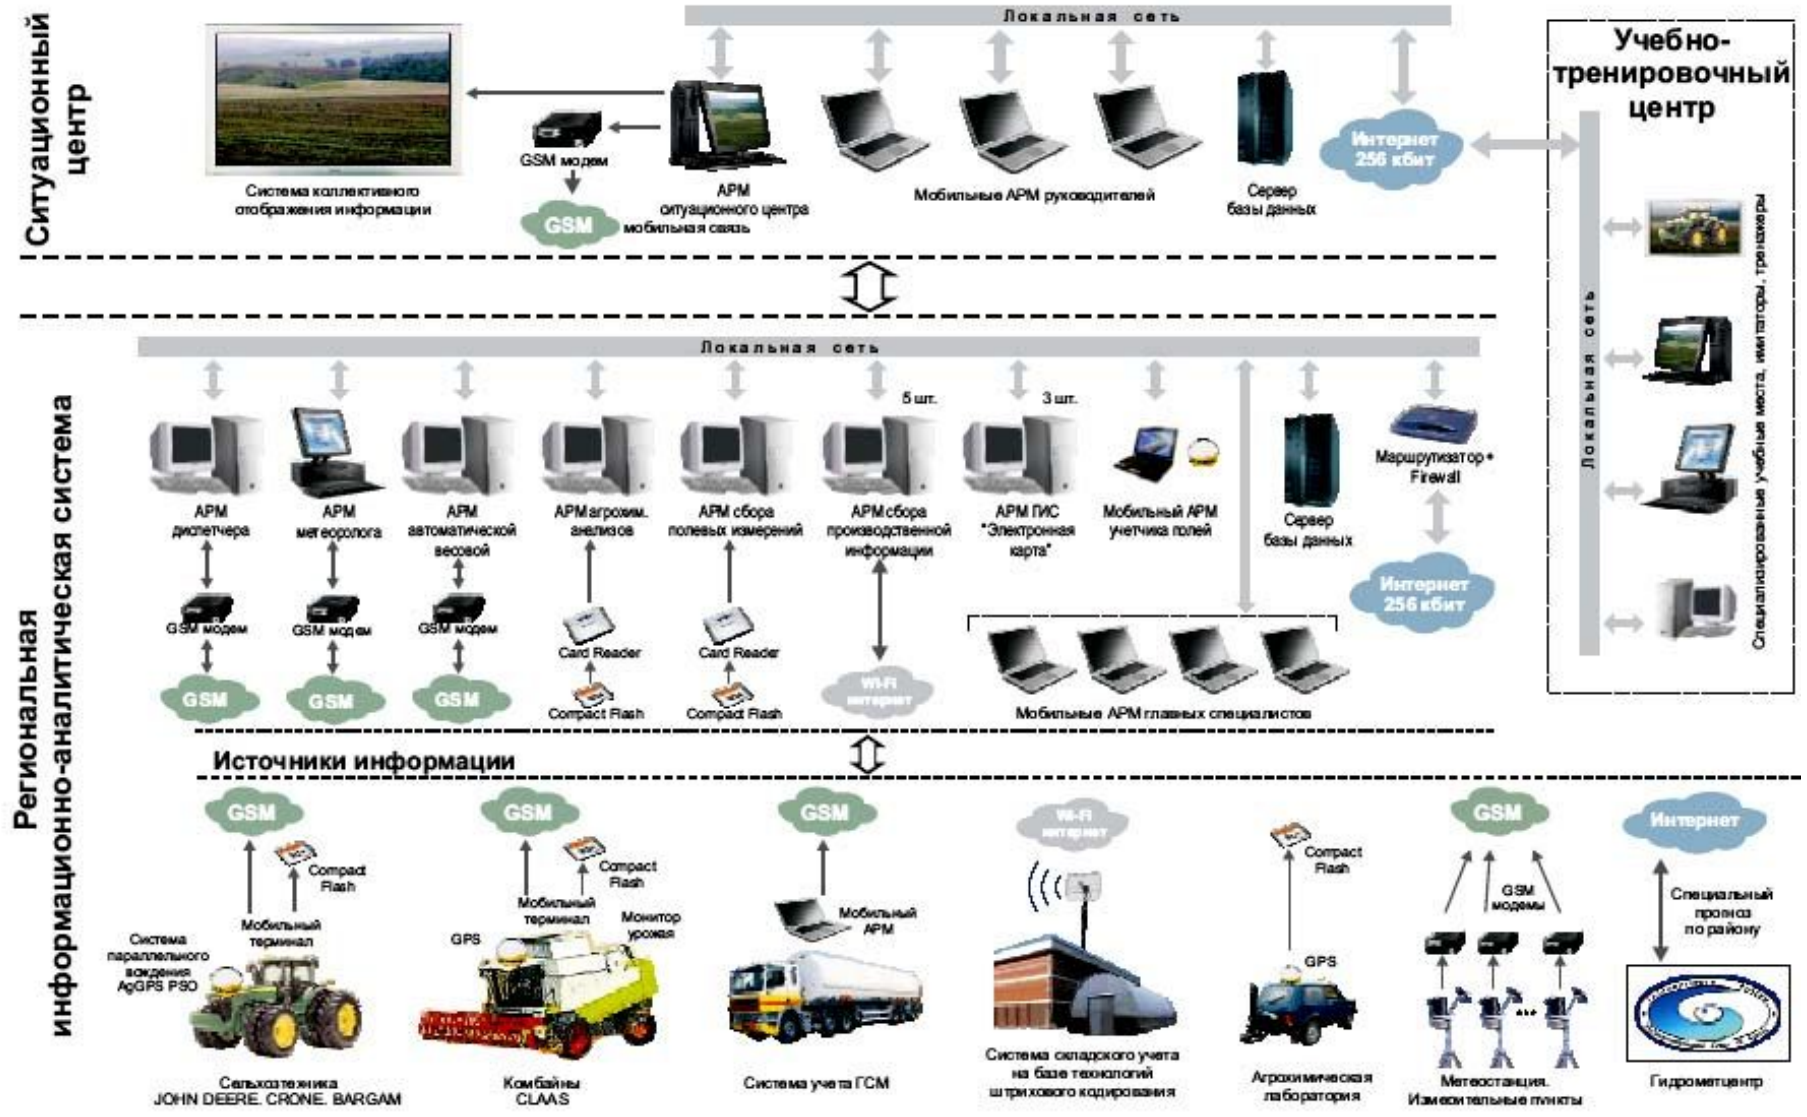 Ситуационный
центр
Локальная сеть
Система коллективного
отображения информации
GSM модем
GSM
мобильная связь
АРМ
ситуационного центра
Мобильные АРМ руководителей
Сервер
базы данных
Интернет
256 кбит
Учебно-
тренировочный
центр
Локальная сеть
Специализированные учебные места, имитаторы, тренажеры
Региональная
информационно-аналитическая система
Локальная сеть
АРМ
диспетчера
GSM модем
GSM
АРМ
метеоролога
GSM модем
GSM
АРМ
автоматической
весовой
GSM модем
GSM
АРМ агрохим.
анализов
Card Reader
Compact Flash
АРМ сбора
полевых измерений
Card Reader
Compact Flash
5 шт.
АРМ сбора
производственной
информации
Wi-Fi
интернет
3 шт.
АРМ ГИС
"Электронная
карта"
Мобильный АРМ
учетчика полей
Мобильные АРМ главных специалистов
Сервер
базы данных
Маршрутизатор +
Firewall
Интернет
256 кбит
Источники информации
GSM
Compact
Flash
Мобильный
терминал
Система
параллельного
вождения
AgGPS PSO
Сельхозтехника
JOHN DEERE. CRONE. BARGAM
GSM
Compact
Flash
Мобильный
терминал
Монитор
урожая
GPS
Комбайны
CLAAS
GSM
Мобильный
АРМ
Система учета ГСМ
Wi-Fi
интернет
Система складского учета
на базе технологий
штрихового кодирования
Compact
Flash
GPS
Агрохимическая
лаборатория
GSM
GSM
модемы
Метеостанция.
Измерительные пункты
Интернет
Специальный
прогноз
по району
Гидрометцентр